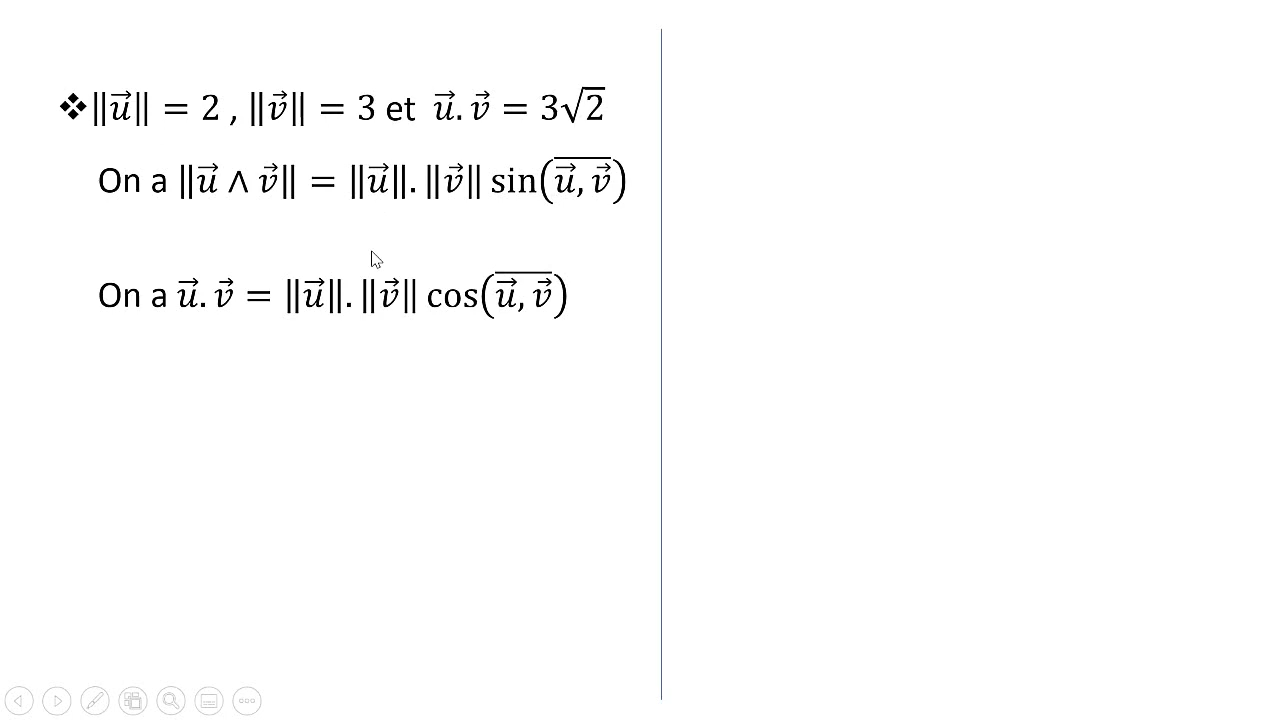 ❖‖u⃗‖ = 2 , ‖v⃗‖ = 3 et u⃗. v⃗ = 3√2
On a ‖u⃗ ∧ v⃗‖ = ‖u⃗‖. ‖v⃗‖ sin(u⃗, v⃗)
On a u⃗. v⃗ = ‖u⃗‖. ‖v⃗‖ cos(u⃗, v⃗)